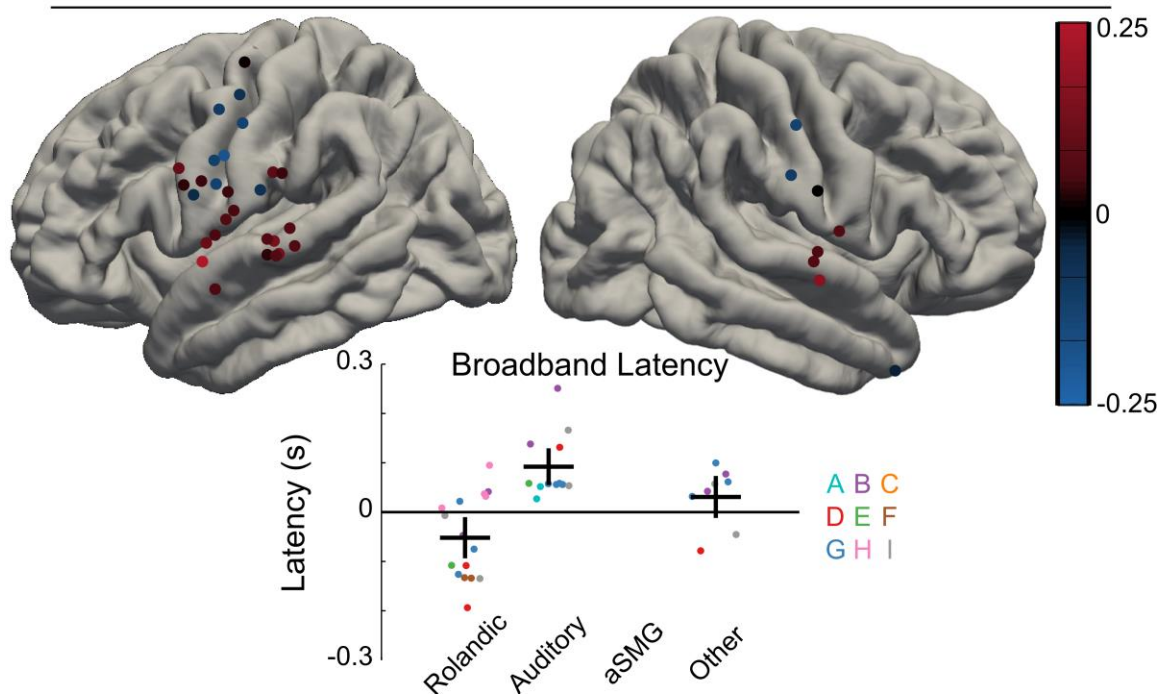 0.25
0
-0.25
Broadband Latency
0.3
0
-0.3
Latency (s)
Rolandic
Auditory
aSMG
Other
A B C
D E F
G H I